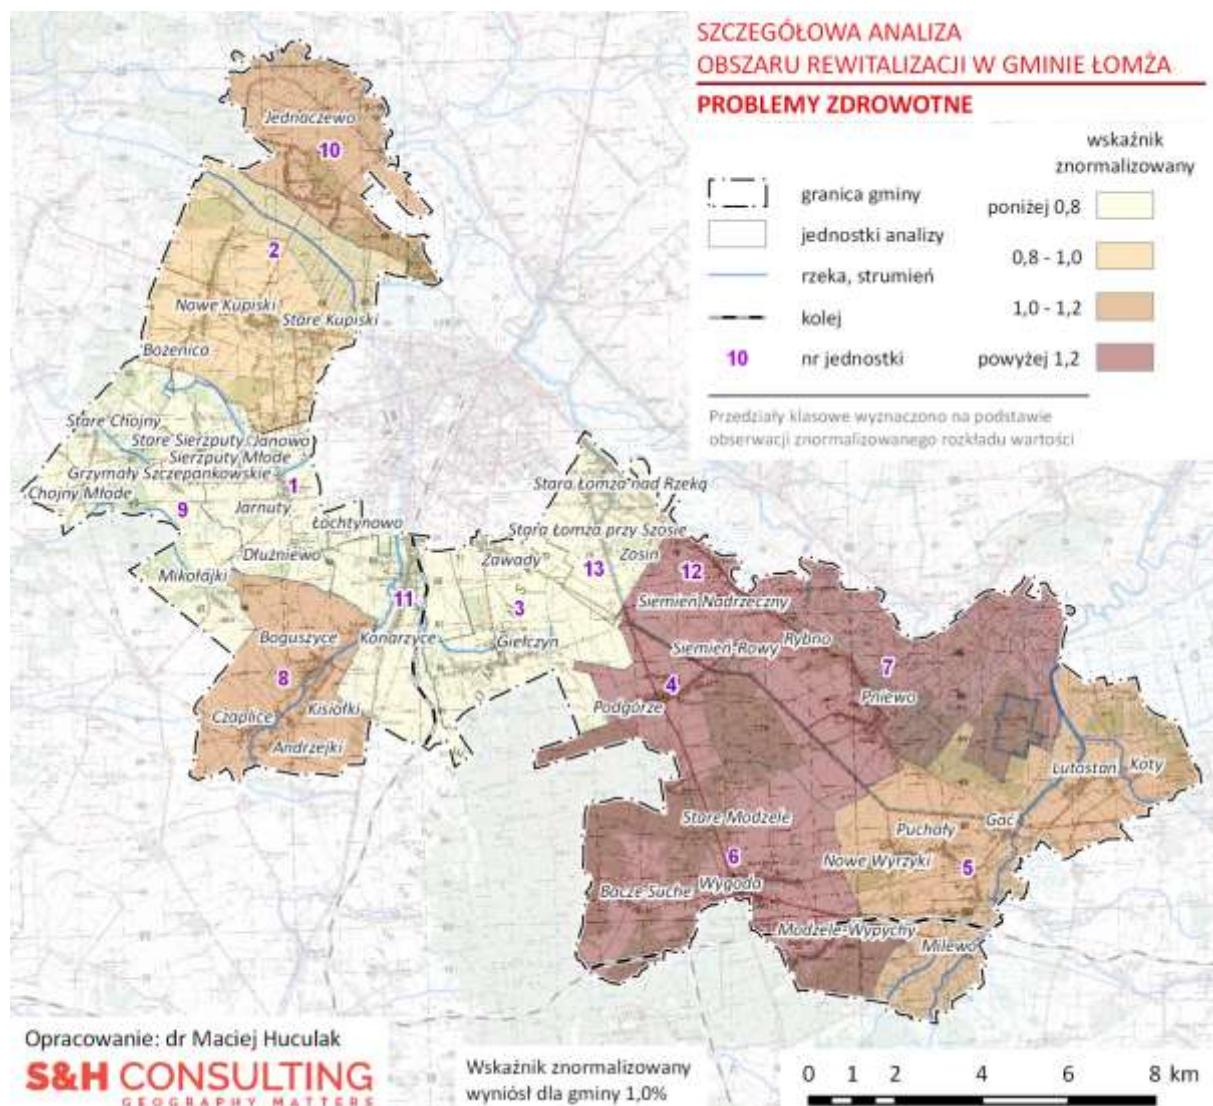 SZCZEGÓŁOWA ANALIZA
OBSZARU REWITALIZACJI W GMINIE ŁOMŻA
PROBLEMY ZDROWOTNE
wskaźnik
znormalizowany
granica gminy
poniżej 0,8
jednostki analizy
0,8 - 1,0
rzeka, strumień
1,0 - 1,2
kolej
10 nr jednostki
powyżej 1,2
Przedziały klasowe wyznaczono na podstawie
obserwacji znormalizowanego rozkładu wartości
Jednaczewo
10
2
Nowe Kupiski
Stare Kupiski
Bożenica
Stare Chojny
Stare Sierzputy
Janowo
Sierzputy Młode
Grzymały Szczepankowskie
Chojny Młode
1
9
Jarnuty
Łochtynowo
Dłużniewo
Mikołajki
Stara Łomża nad Rzeką
Stara Łomża przy Szosie
Zawady
Zosin
13
12
3
11
Siemień Nadrzeczny
Boguszyce
Konarzyce
Giełczyn
Siemień-Rowy
Rybno
7
8
4
Pniewo
Podgórze
Czaplice
Kisiołki
Andrzejki
Lutostań
Koty
Stare Modzele
Puchały
Gać
6
Nowe Wyrzyki
5
Bacze Suche
Wygoda
Modzele-Wypychy
Milewo
Opracowanie: dr Maciej Huculak
S&H CONSULTING
GEOGRAPHY MATTERS
Wskaźnik znormalizowany
wyniósł dla gminy 1,0%
0 1 2 4 6 8 km